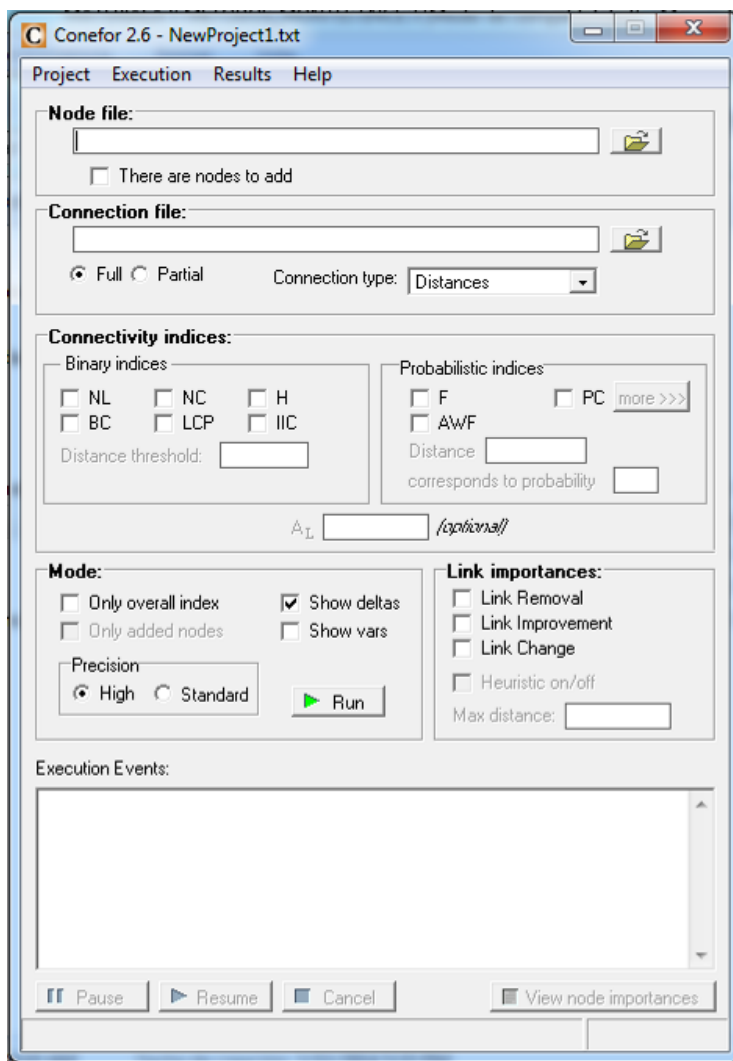 Conefor 2.6 - NewProject1.txt
Project Execution Results Help
Node file:
There are nodes to add
Connection file:
Full Partial Connection type: Distances
Connectivity indices:
Binary indices
NL NC H
BC LCP IIC
Distance threshold:
Probabilistic indices
F PC more >>>
AWF
Distance
corresponds to probability
AL (optional)
Mode:
Only overall index Show deltas
Only added nodes Show vars
Precision
High Standard
Run
Link importances:
Link Removal
Link Improvement
Link Change
Heuristic on/off
Max distance:
Execution Events:
Pause Resume Cancel View node importances